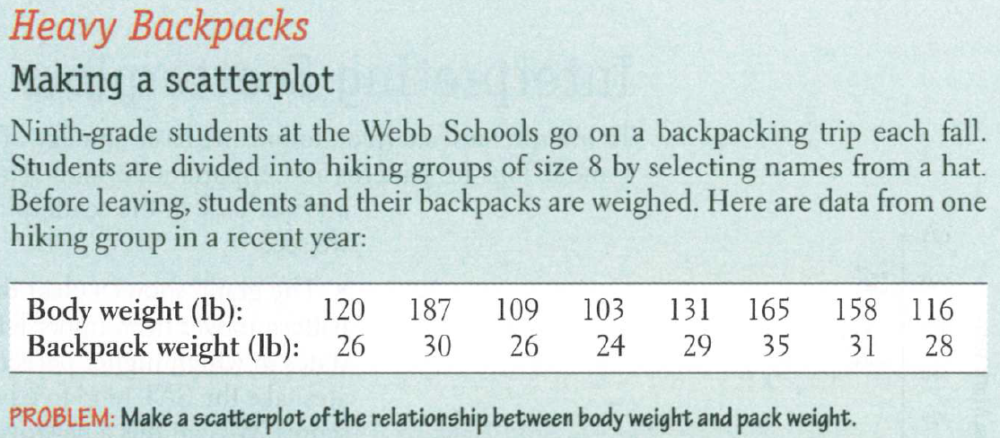 Heavy Backpacks
Making a scatterplot
Ninth-grade students at the Webb Schools go on a backpacking trip each fall.
Students are divided into hiking groups of size 8 by selecting names from a hat.
Before leaving, students and their backpacks are weighed. Here are data from one
hiking group in a recent year:
Body weight (lb): 120 187 109 103 131 165 158 116
Backpack weight (lb): 26 30 26 24 29 35 31 28
PROBLEM: Make a scatterplot of the relationship between body weight and pack weight.